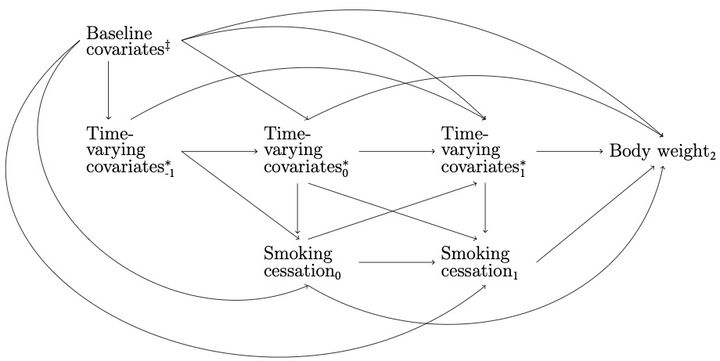 Baseline
covariates‡
Time-
varying
covariates*₋₁
Time-
varying
covariates*₀
Time-
varying
covariates*₁
Body weight₂
Smoking
cessation₀
Smoking
cessation₁